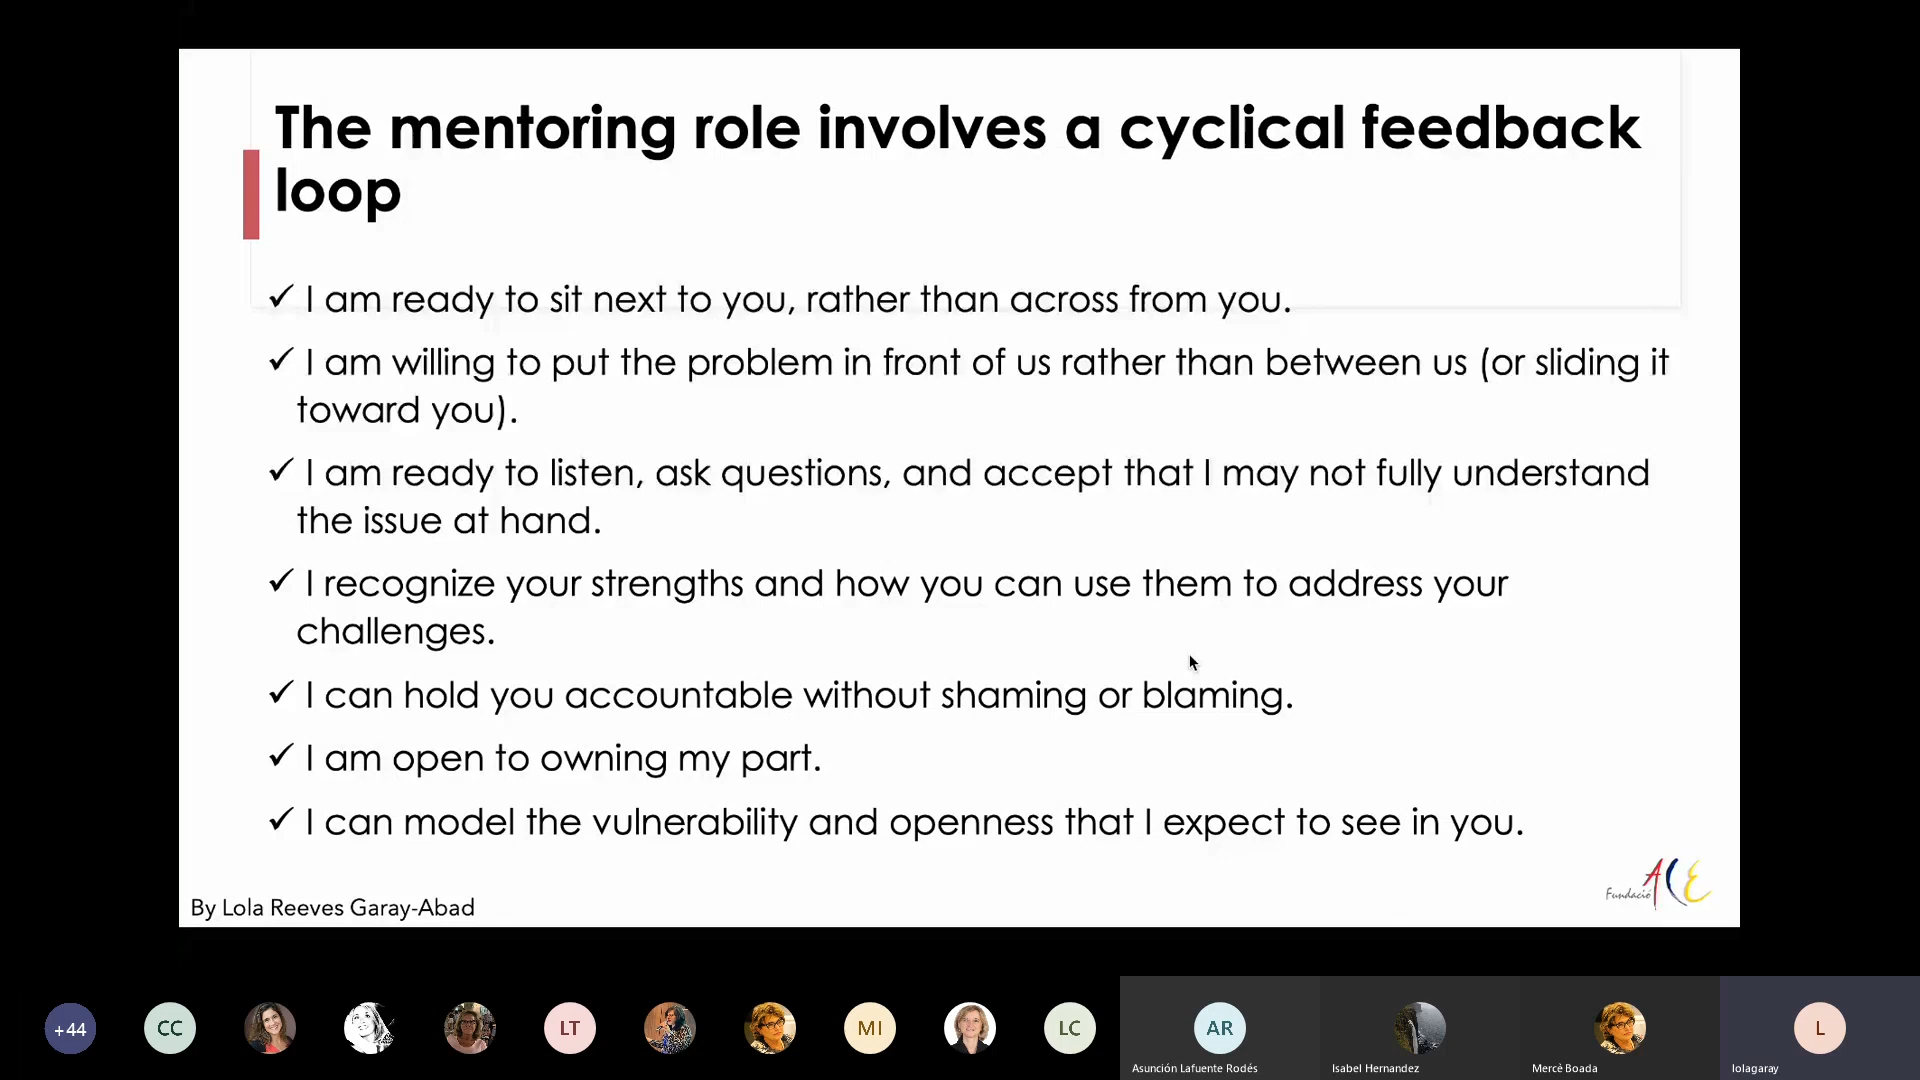 The mentoring role involves a cyclical feedback
loop
✓ I am ready to sit next to you, rather than across from you.
✓ I am willing to put the problem in front of us rather than between us (or sliding it
toward you).
✓ I am ready to listen, ask questions, and accept that I may not fully understand
the issue at hand.
✓ I recognize your strengths and how you can use them to address your
challenges.
✓ I can hold you accountable without shaming or blaming.
✓ I am open to owning my part.
✓ I can model the vulnerability and openness that I expect to see in you.
By Lola Reeves Garay-Abad
Fundació ACE
+44
CC
LT
MI
LC
AR
L
Asunción Lafuente Rodés
Isabel Hernandez
Mercè Boada
lolagaray